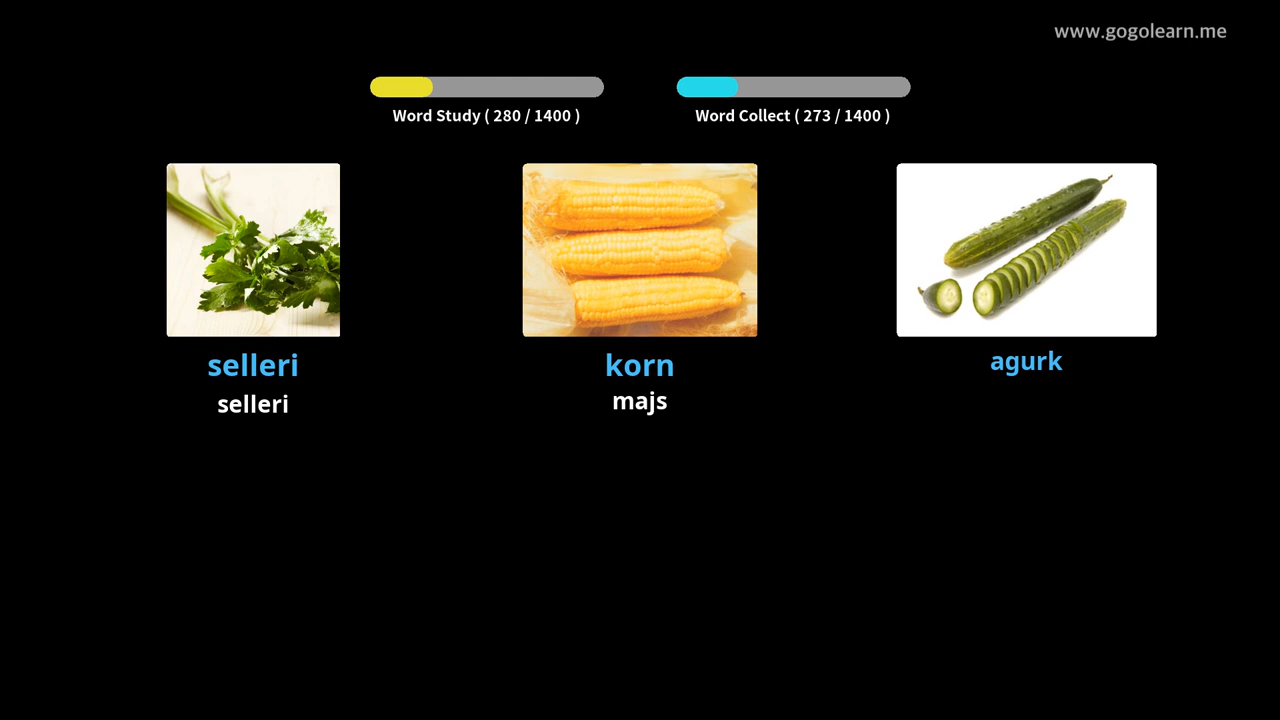 www.gogolearn.me
Word Study ( 280 / 1400 )
Word Collect ( 273 / 1400 )
selleri
korn
agurk
selleri
majs